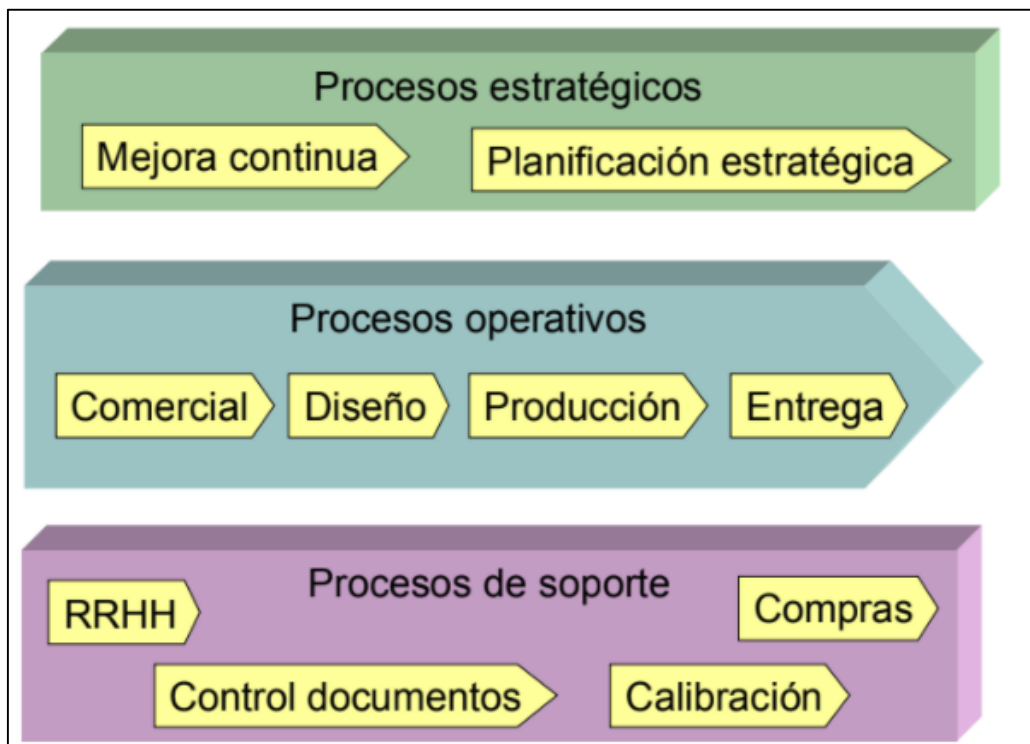 Procesos estratégicos
Mejora continua
Planificación estratégica
Procesos operativos
Comercial
Diseño
Producción
Entrega
Procesos de soporte
RRHH
Compras
Control documentos
Calibración